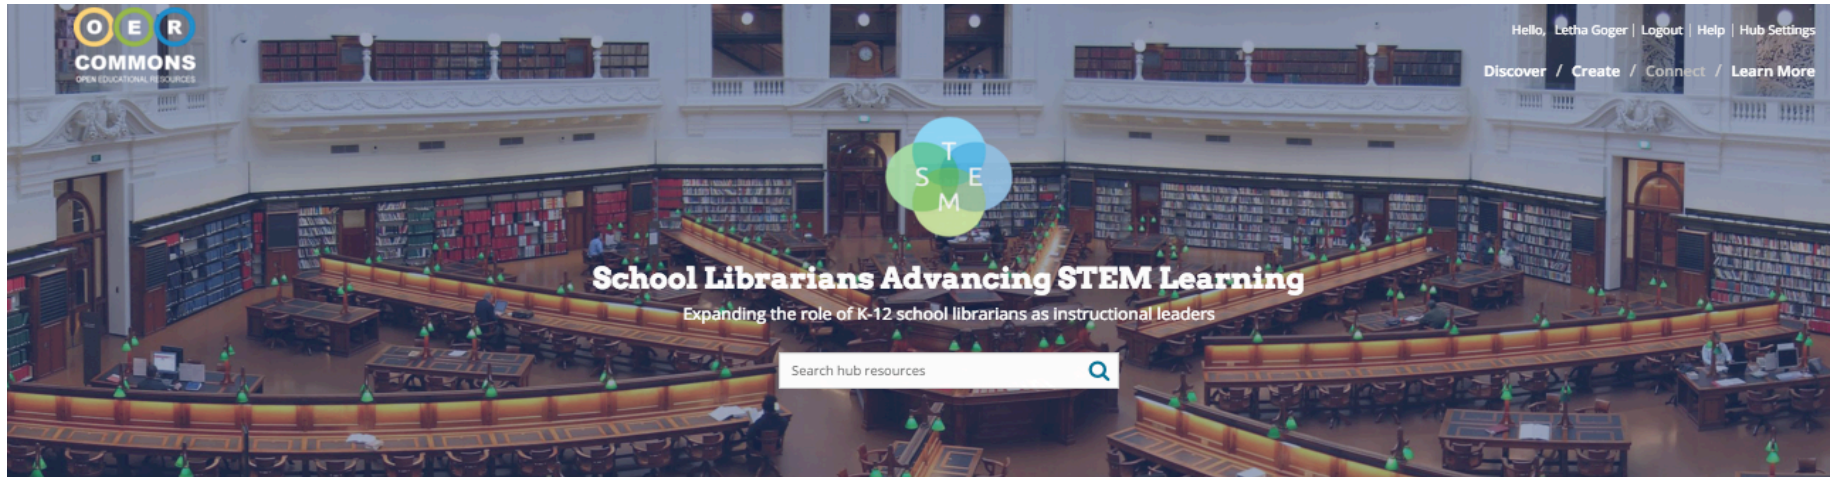 OER
COMMONS
OPEN EDUCATIONAL RESOURCES
Hello, Letha Goger | Logout | Help | Hub Settings
Discover / Create / Connect / Learn More
T
S E
M
School Librarians Advancing STEM Learning
Expanding the role of K-12 school librarians as instructional leaders
Search hub resources